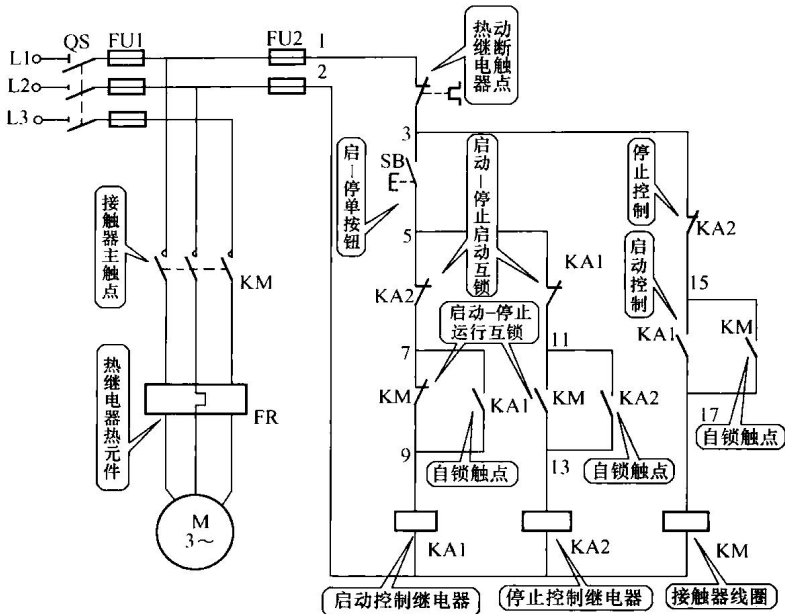 QS
FU1
FU2
1
L1
L2
2
L3
热继电器
动断触点
3
启—停单按钮
SB
启动—停止
启动互锁
停止控制
KA2
接触器主触点
5
KM
KA2
KA1
启动控制
15
启动-停止
运行互锁
7
11
KA1
KM
热继电器
热元件
FR
KM
KA1
KM
KA2
17
9
自锁触点
13
自锁触点
自锁触点
M
3～
KA1
KA2
KM
启动控制继电器
停止控制继电器
接触器线圈